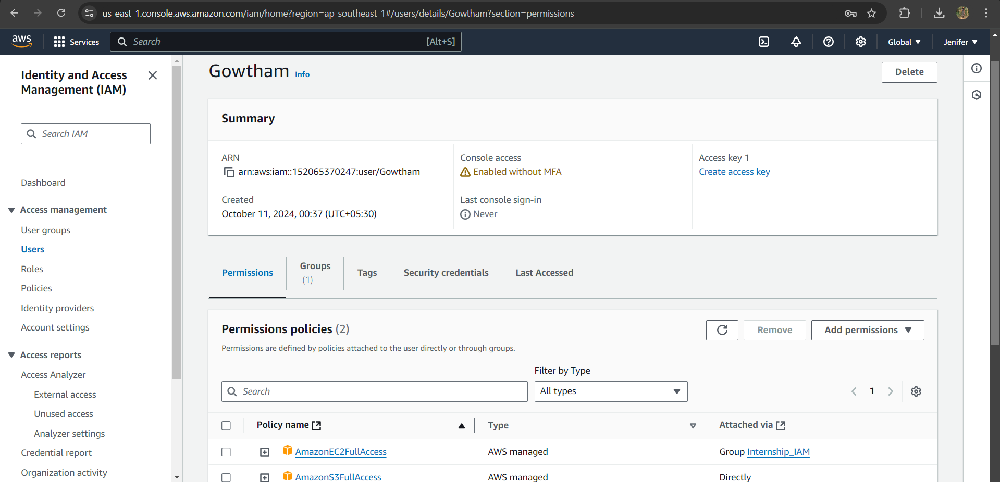 us-east-1.console.aws.amazon.com/iam/home?region=ap-southeast-1#/users/details/Gowtham?section=permissions
aws
Services
Search
[Alt+S]
Global
Jenifer
Identity and Access
Management (IAM)
Search IAM
Dashboard
Access management
User groups
Users
Roles
Policies
Identity providers
Account settings
Access reports
Access Analyzer
External access
Unused access
Analyzer settings
Credential report
Organization activity
Gowtham Info
Delete
Summary
ARN
arn:aws:iam::152065370247:user/Gowtham
Created
October 11, 2024, 00:37 (UTC+05:30)
Console access
Enabled without MFA
Last console sign-in
Never
Access key 1
Create access key
Permissions
Groups
(1)
Tags
Security credentials
Last Accessed
Permissions policies (2)
Permissions are defined by policies attached to the user directly or through groups.
Remove
Add permissions
Filter by Type
Search
All types
1
Policy name
Type
Attached via
AmazonEC2FullAccess
AWS managed
Group Internship_IAM
AmazonS3FullAccess
AWS managed
Directly